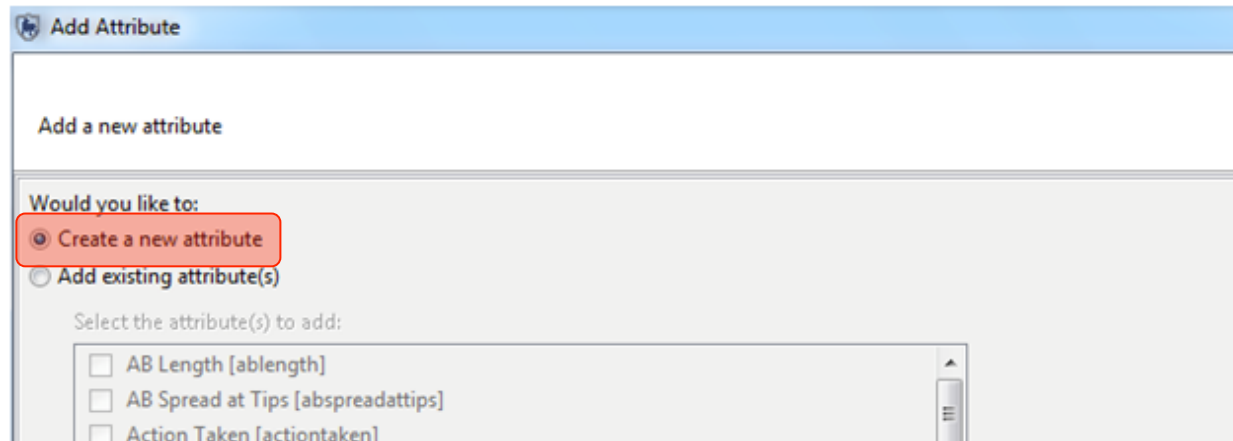 Add Attribute
Add a new attribute
Would you like to:
Create a new attribute
Add existing attribute(s)
Select the attribute(s) to add:
AB Length [ablength]
AB Spread at Tips [abspreadattips]
Action Taken [actiontaken]